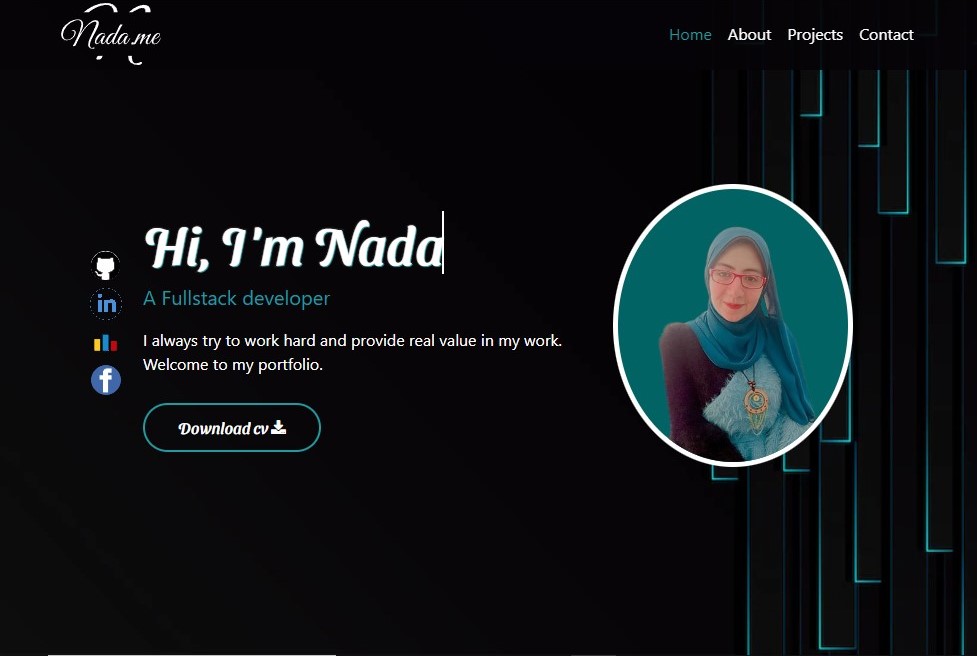 Nada.me
Home About Projects Contact
Hi, I'm Nada
A Fullstack developer
in
I always try to work hard and provide real value in my work.
Welcome to my portfolio.
f
Download cv